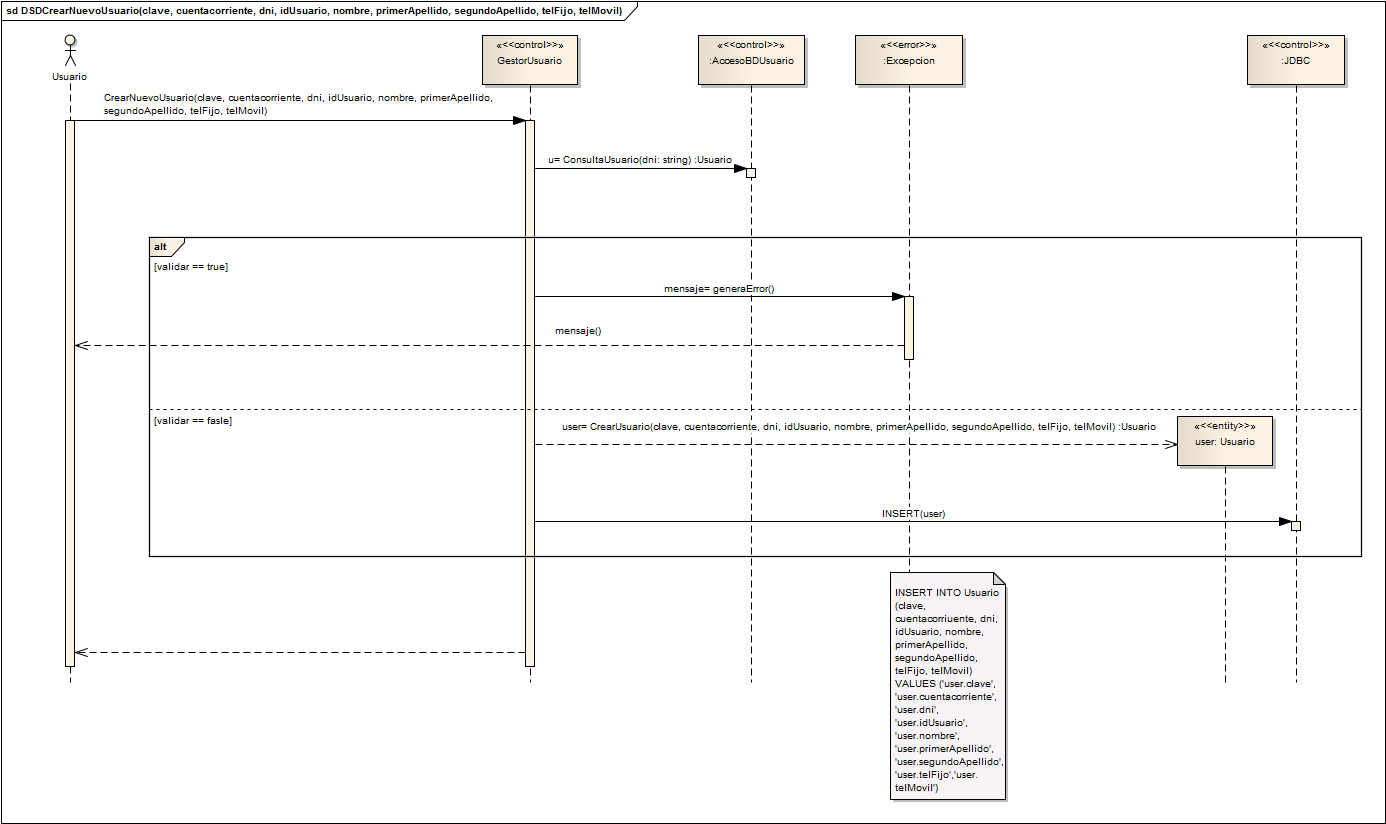 sd DSDCrearNuevoUsuario(clave, cuentacorriente, dni, idUsuario, nombre, primerApellido, segundoApellido, telFijo, telMovil)
Usuario
«<<control>>»
GestorUsuario
«<<control>>»
:AccesoBDUsuario
«<<error>>»
:Excepcion
«<<control>>»
:JDBC
CrearNuevoUsuario(clave, cuentacorriente, dni, idUsuario, nombre, primerApellido,
segundoApellido, telFijo, telMovil)
u= ConsultaUsuario(dni: string) :Usuario
alt
[validar == true]
mensaje= generaError()
mensaje()
[validar == fasle]
user= CrearUsuario(clave, cuentacorriente, dni, idUsuario, nombre, primerApellido, segundoApellido, telFijo, telMovil) :Usuario
«<<entity>>»
user: Usuario
INSERT(user)
INSERT INTO Usuario
(clave,
cuentacorriuente, dni,
idUsuario, nombre,
primerApellido,
segundoApellido,
telFijo, telMovil)
VALUES ('user.clave',
'user.cuentacorriente',
'user.dni',
'user.idUsuario',
'user.nombre',
'user.primerApellido',
'user.segundoApellido',
'user.telFijo','user.
telMovil')